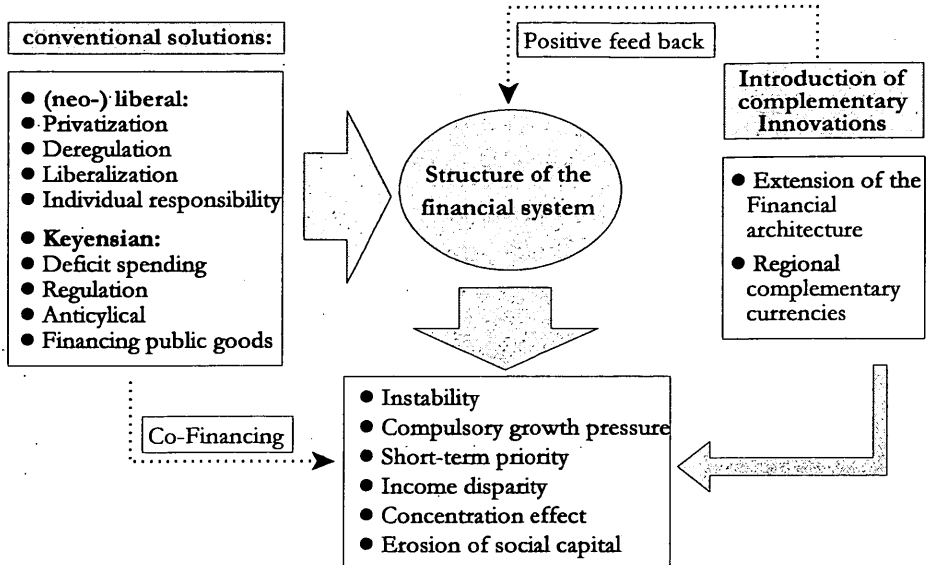 conventional solutions:
● (neo-) liberal:
● Privatization
● Deregulation
● Liberalization
● Individual responsibility
● Keyensian:
● Deficit spending
● Regulation
● Anticylical
● Financing public goods
Co-Financing
Structure of the
financial system
Positive feed back
Introduction of
complementary
Innovations
● Extension of the
Financial
architecture
● Regional
complementary
currencies
● Instability
● Compulsory growth pressure
● Short-term priority
● Income disparity
● Concentration effect
● Erosion of social capital